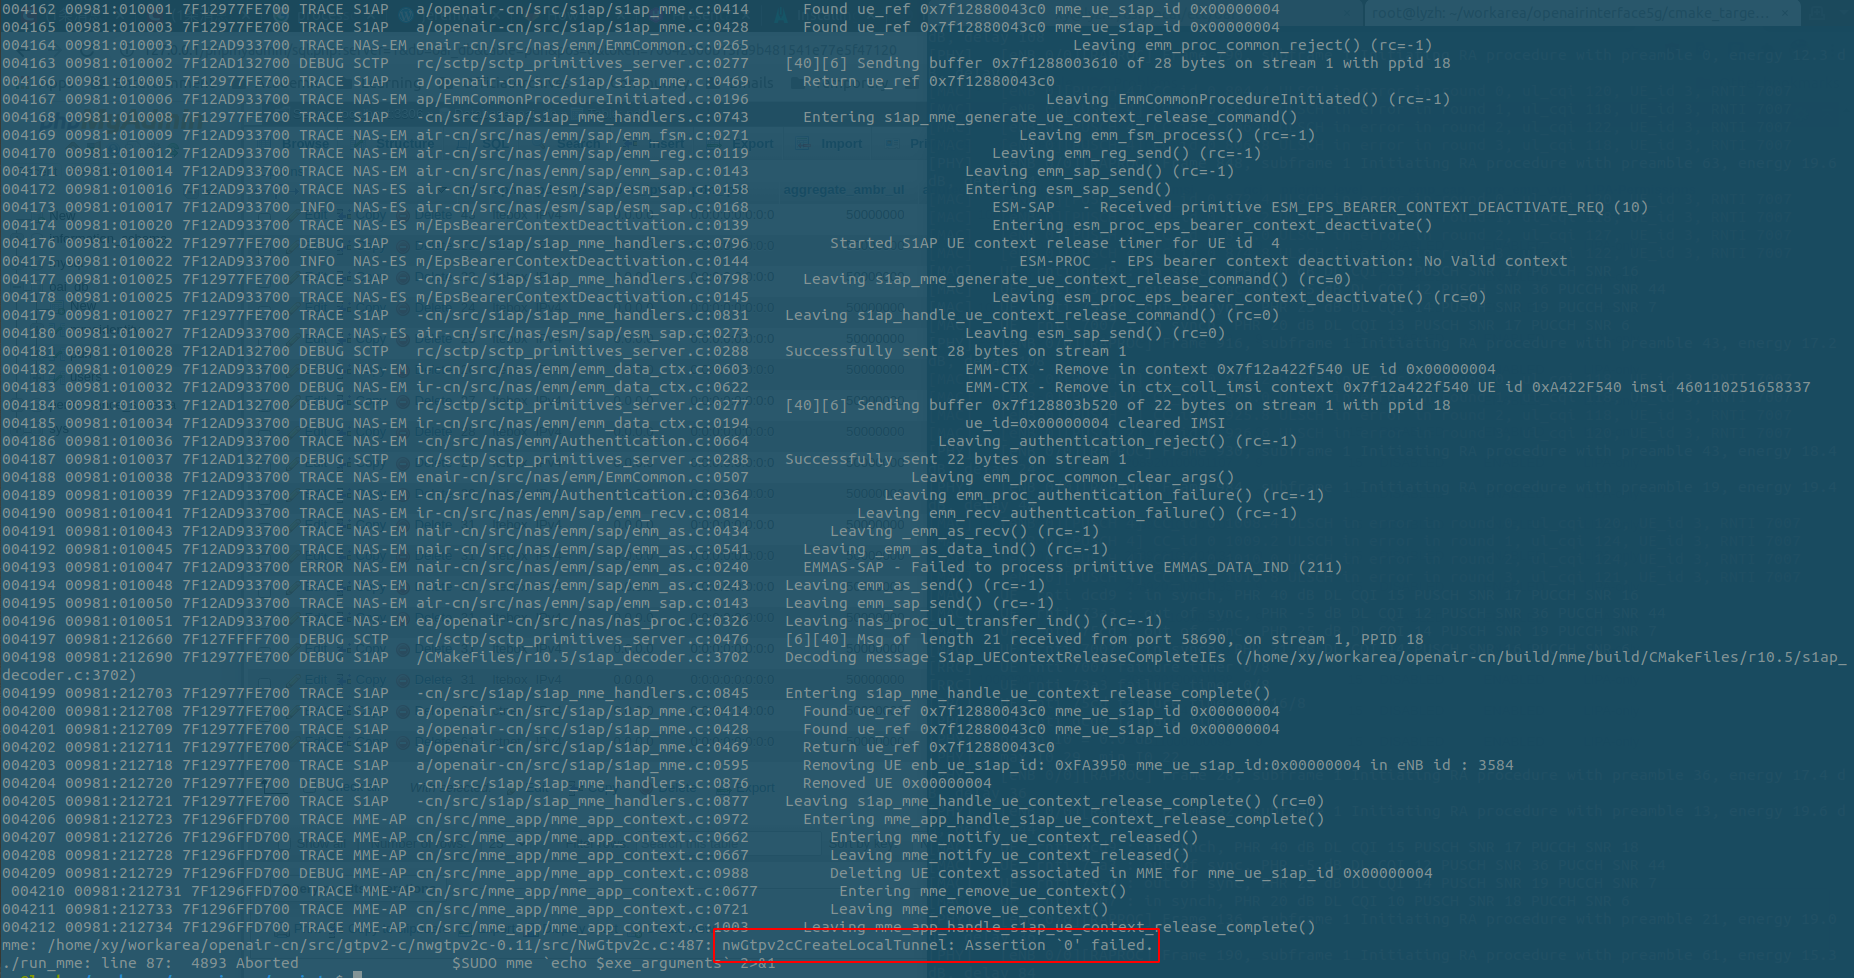 root@lyzh: ~/workarea/openairinterface5g/cmake_targe...
004162 00981:010001 7F12977FE700 TRACE S1AP   a/openair-cn/src/s1ap/s1ap_mme.c:0414      Found ue_ref 0x7f12880043c0 mme_ue_s1ap_id 0x00000004
004165 00981:010003 7F12977FE700 TRACE S1AP   a/openair-cn/src/s1ap/s1ap_mme.c:0428      Found ue_ref 0x7f12880043c0 mme_ue_s1ap_id 0x00000004
004164 00981:010003 7F12AD933700 TRACE NAS-EM enair-cn/src/nas/emm/EmmCommon.c:0265      Leaving emm_proc_common_reject() (rc=-1)
004163 00981:010002 7F12AD132700 DEBUG SCTP   rc/sctp/sctp_primitives_server.c:0277    [40][6] Sending buffer 0x7f1288003610 of 28 bytes on stream 1 with ppid 18
004166 00981:010005 7F12977FE700 TRACE S1AP   a/openair-cn/src/s1ap/s1ap_mme.c:0469      Return ue_ref 0x7f12880043c0
004167 00981:010006 7F12AD933700 TRACE NAS-EM ap/EmmCommonProcedureInitiated.c:0196      Leaving EmmCommonProcedureInitiated() (rc=-1)
004168 00981:010008 7F12977FE700 TRACE S1AP   -cn/src/s1ap/s1ap_mme_handlers.c:0743      Entering s1ap_mme_generate_ue_context_release_command()
004169 00981:010009 7F12AD933700 TRACE NAS-EM air-cn/src/nas/emm/sap/emm_fsm.c:0271      Leaving emm_fsm_process() (rc=-1)
004170 00981:010012 7F12AD933700 TRACE NAS-EM air-cn/src/nas/emm/sap/emm_reg.c:0119      Leaving emm_reg_send() (rc=-1)
004171 00981:010014 7F12AD933700 TRACE NAS-EM air-cn/src/nas/emm/sap/emm_sap.c:0143      Leaving emm_sap_send() (rc=-1)
004172 00981:010016 7F12AD933700 TRACE NAS-ES air-cn/src/nas/esm/sap/esm_sap.c:0158      Entering esm_sap_send()
004173 00981:010017 7F12AD933700 INFO  NAS-ES air-cn/src/nas/esm/sap/esm_sap.c:0168      ESM-SAP   - Received primitive ESM_EPS_BEARER_CONTEXT_DEACTIVATE_REQ (10)
004174 00981:010020 7F12AD933700 TRACE NAS-ES m/EpsBearerContextDeactivation.c:0139      Entering esm_proc_eps_bearer_context_deactivate()
004176 00981:010022 7F12977FE700 DEBUG S1AP   -cn/src/s1ap/s1ap_mme_handlers.c:0796      Started S1AP UE context release timer for UE id  4
004175 00981:010022 7F12AD933700 INFO  NAS-ES m/EpsBearerContextDeactivation.c:0144      ESM-PROC  - EPS bearer context deactivation: No Valid context
004177 00981:010025 7F12977FE700 TRACE S1AP   -cn/src/s1ap/s1ap_mme_handlers.c:0798      Leaving s1ap_mme_generate_ue_context_release_command() (rc=0)
004178 00981:010025 7F12AD933700 TRACE NAS-ES m/EpsBearerContextDeactivation.c:0145      Leaving esm_proc_eps_bearer_context_deactivate() (rc=0)
004179 00981:010027 7F12977FE700 TRACE S1AP   -cn/src/s1ap/s1ap_mme_handlers.c:0831    Leaving s1ap_handle_ue_context_release_command() (rc=0)
004180 00981:010027 7F12AD933700 TRACE NAS-ES air-cn/src/nas/esm/sap/esm_sap.c:0273      Leaving esm_sap_send() (rc=0)
004181 00981:010028 7F12AD132700 DEBUG SCTP   rc/sctp/sctp_primitives_server.c:0288    Successfully sent 28 bytes on stream 1
004182 00981:010029 7F12AD933700 DEBUG NAS-EM ir-cn/src/nas/emm/emm_data_ctx.c:0603      EMM-CTX - Remove in context 0x7f12a422f540 UE id 0x00000004
004183 00981:010032 7F12AD933700 DEBUG NAS-EM ir-cn/src/nas/emm/emm_data_ctx.c:0622      EMM-CTX - Remove in ctx_coll_imsi context 0x7f12a422f540 UE id 0xA422F540 imsi 460110251658337
004184 00981:010033 7F12AD132700 DEBUG SCTP   rc/sctp/sctp_primitives_server.c:0277    [40][6] Sending buffer 0x7f128803b520 of 22 bytes on stream 1 with ppid 18
004185 00981:010034 7F12AD933700 DEBUG NAS-EM ir-cn/src/nas/emm/emm_data_ctx.c:0194      ue_id=0x00000004 cleared IMSI
004186 00981:010036 7F12AD933700 TRACE NAS-EM -cn/src/nas/emm/Authentication.c:0664      Leaving _authentication_reject() (rc=-1)
004187 00981:010037 7F12AD132700 DEBUG SCTP   rc/sctp/sctp_primitives_server.c:0288    Successfully sent 22 bytes on stream 1
004188 00981:010038 7F12AD933700 TRACE NAS-EM enair-cn/src/nas/emm/EmmCommon.c:0507      Leaving emm_proc_common_clear_args()
004189 00981:010039 7F12AD933700 TRACE NAS-EM -cn/src/nas/emm/Authentication.c:0364      Leaving emm_proc_authentication_failure() (rc=-1)
004190 00981:010041 7F12AD933700 TRACE NAS-EM ir-cn/src/nas/emm/sap/emm_recv.c:0814      Leaving emm_recv_authentication_failure() (rc=-1)
004191 00981:010043 7F12AD933700 TRACE NAS-EM nair-cn/src/nas/emm/sap/emm_as.c:0434      Leaving _emm_as_recv() (rc=-1)
004192 00981:010045 7F12AD933700 TRACE NAS-EM nair-cn/src/nas/emm/sap/emm_as.c:0541      Leaving _emm_as_data_ind() (rc=-1)
004193 00981:010047 7F12AD933700 ERROR NAS-EM nair-cn/src/nas/emm/sap/emm_as.c:0240      EMMAS-SAP - Failed to process primitive EMMAS_DATA_IND (211)
004194 00981:010048 7F12AD933700 TRACE NAS-EM nair-cn/src/nas/emm/sap/emm_as.c:0243    Leaving emm_as_send() (rc=-1)
004195 00981:010050 7F12AD933700 TRACE NAS-EM air-cn/src/nas/emm/sap/emm_sap.c:0143    Leaving emm_sap_send() (rc=-1)
004196 00981:010051 7F12AD933700 TRACE NAS-EM ea/openair-cn/src/nas/nas_proc.c:0326    Leaving nas_proc_ul_transfer_ind() (rc=-1)
004197 00981:212660 7F127FFFF700 DEBUG SCTP   rc/sctp/sctp_primitives_server.c:0476    [6][40] Msg of length 21 received from port 58690, on stream 1, PPID 18
004198 00981:212690 7F12977FE700 DEBUG S1AP   /CMakeFiles/r10.5/s1ap_decoder.c:3702    Decoding message S1ap_UEContextReleaseCompleteIEs (/home/xy/workarea/openair-cn/build/mme/build/CMakeFiles/r10.5/s1ap_
decoder.c:3702)
004199 00981:212703 7F12977FE700 TRACE S1AP   -cn/src/s1ap/s1ap_mme_handlers.c:0845    Entering s1ap_mme_handle_ue_context_release_complete()
004200 00981:212708 7F12977FE700 TRACE S1AP   a/openair-cn/src/s1ap/s1ap_mme.c:0414      Found ue_ref 0x7f12880043c0 mme_ue_s1ap_id 0x00000004
004201 00981:212709 7F12977FE700 TRACE S1AP   a/openair-cn/src/s1ap/s1ap_mme.c:0428      Found ue_ref 0x7f12880043c0 mme_ue_s1ap_id 0x00000004
004202 00981:212711 7F12977FE700 TRACE S1AP   a/openair-cn/src/s1ap/s1ap_mme.c:0469      Return ue_ref 0x7f12880043c0
004203 00981:212718 7F12977FE700 TRACE S1AP   a/openair-cn/src/s1ap/s1ap_mme.c:0595      Removing UE enb_ue_s1ap_id: 0xFA3950 mme_ue_s1ap_id:0x00000004 in eNB id : 3584
004204 00981:212720 7F12977FE700 DEBUG S1AP   -cn/src/s1ap/s1ap_mme_handlers.c:0876      Removed UE 0x00000004
004205 00981:212721 7F12977FE700 TRACE S1AP   -cn/src/s1ap/s1ap_mme_handlers.c:0877    Leaving s1ap_mme_handle_ue_context_release_complete() (rc=0)
004206 00981:212723 7F1296FFD700 TRACE MME-AP cn/src/mme_app/mme_app_context.c:0972      Entering mme_app_handle_s1ap_ue_context_release_complete()
004207 00981:212726 7F1296FFD700 TRACE MME-AP cn/src/mme_app/mme_app_context.c:0662      Entering mme_notify_ue_context_released()
004208 00981:212728 7F1296FFD700 TRACE MME-AP cn/src/mme_app/mme_app_context.c:0667      Leaving mme_notify_ue_context_released()
004209 00981:212729 7F1296FFD700 DEBUG MME-AP cn/src/mme_app/mme_app_context.c:0988      Deleting UE context associated in MME for mme_ue_s1ap_id 0x00000004
004210 00981:212731 7F1296FFD700 TRACE MME-AP cn/src/mme_app/mme_app_context.c:0677      Entering mme_remove_ue_context()
004211 00981:212733 7F1296FFD700 TRACE MME-AP cn/src/mme_app/mme_app_context.c:0721      Leaving mme_remove_ue_context()
004212 00981:212734 7F1296FFD700 TRACE MME-AP cn/src/mme_app/mme_app_context.c:1003      Leaving mme_app_handle_s1ap_ue_context_release_complete()
mme: /home/xy/workarea/openair-cn/src/gtpv2-c/nwgtpv2c-0.11/src/NwGtpv2c.c:487: nwGtpv2cCreateLocalTunnel: Assertion `0' failed.
./run_mme: line 87:  4893 Aborted                 $SUDO mme `echo $exe_arguments` 2>&1